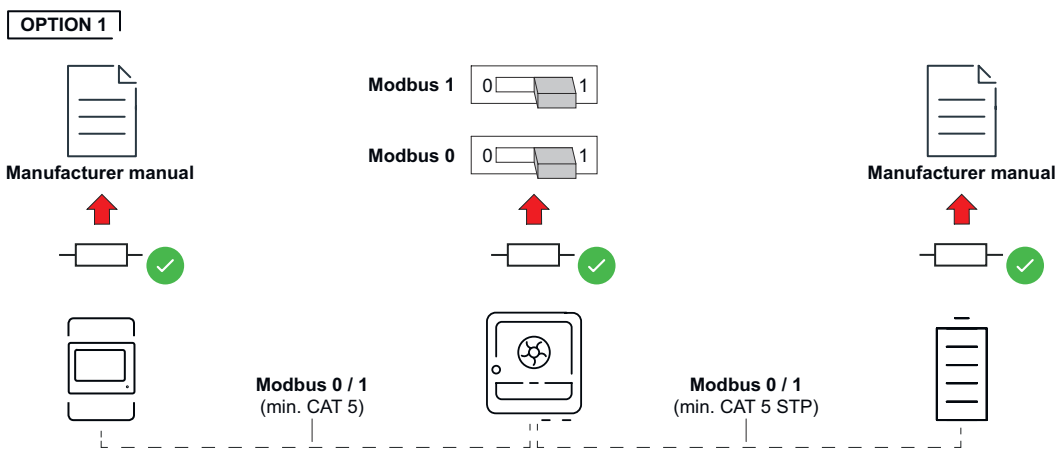 OPTION 1
Modbus 1
0
1
Modbus 0
0
1
Manufacturer manual
Manufacturer manual
Modbus 0 / 1
(min. CAT 5)
Modbus 0 / 1
(min. CAT 5 STP)